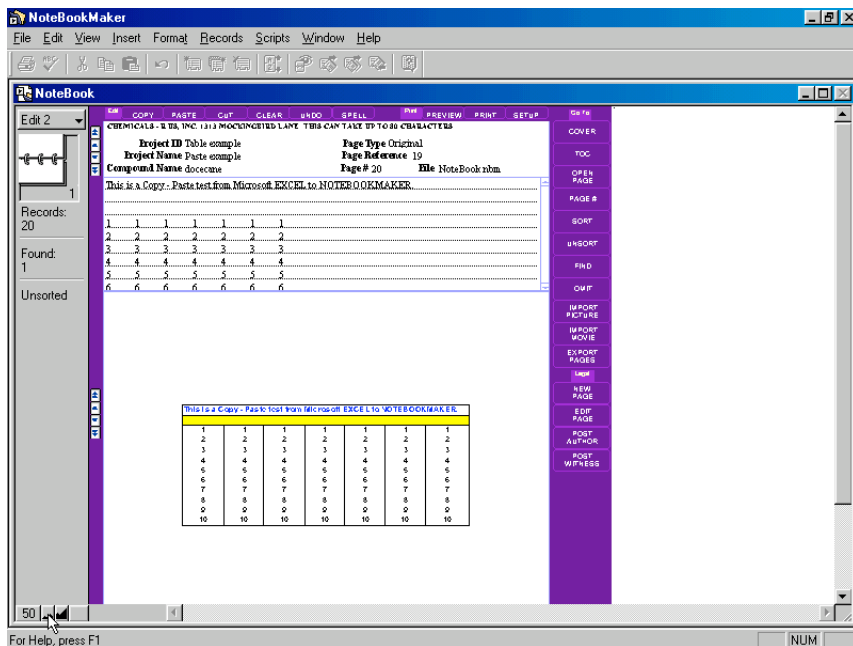 NoteBookMaker
File Edit View Insert Format Records Scripts Window Help
NoteBook
Edit 2
1
Records:
20
Found:
1
Unsorted
Edit COPY PASTE CUT CLEAR UNDO SPELL Print PREVIEW PRINT SETUP Go To
CHEMICALS - R US, INC. 1313 MOCKINGBIRD LANE THIS CAN TAKE UP TO 80 CHARACTERS
Project ID Table example Page Type Original
Project Name Paste example Page Reference 19
Compound Name docecane Page # 20 File NoteBook nbm
This is a Copy - Paste test from Microsoft EXCEL to NOTEBOOKMAKER.
1 1 1 1 1 1 1
2 2 2 2 2 2 2
3 3 3 3 3 3 3
4 4 4 4 4 4 4
5 5 5 5 5 5 5
6 6 6 6 6 6 6
This is a Copy - Paste test from Microsoft EXCEL to NOTEBOOKMAKER.
1 1 1 1 1 1 1
2 2 2 2 2 2 2
3 3 3 3 3 3 3
4 4 4 4 4 4 4
5 5 5 5 5 5 5
6 6 6 6 6 6 6
7 7 7 7 7 7 7
8 8 8 8 8 8 8
9 9 9 9 9 9 9
10 10 10 10 10 10 10
COVER
TOC
OPEN
PAGE
PAGE #
SORT
UNSORT
FIND
OMIT
IMPORT
PICTURE
IMPORT
MOVIE
EXPORT
PAGES
Legal
NEW
PAGE
EDIT
PAGE
POST
AUTHOR
POST
WITNESS
50
For Help, press F1
NUM